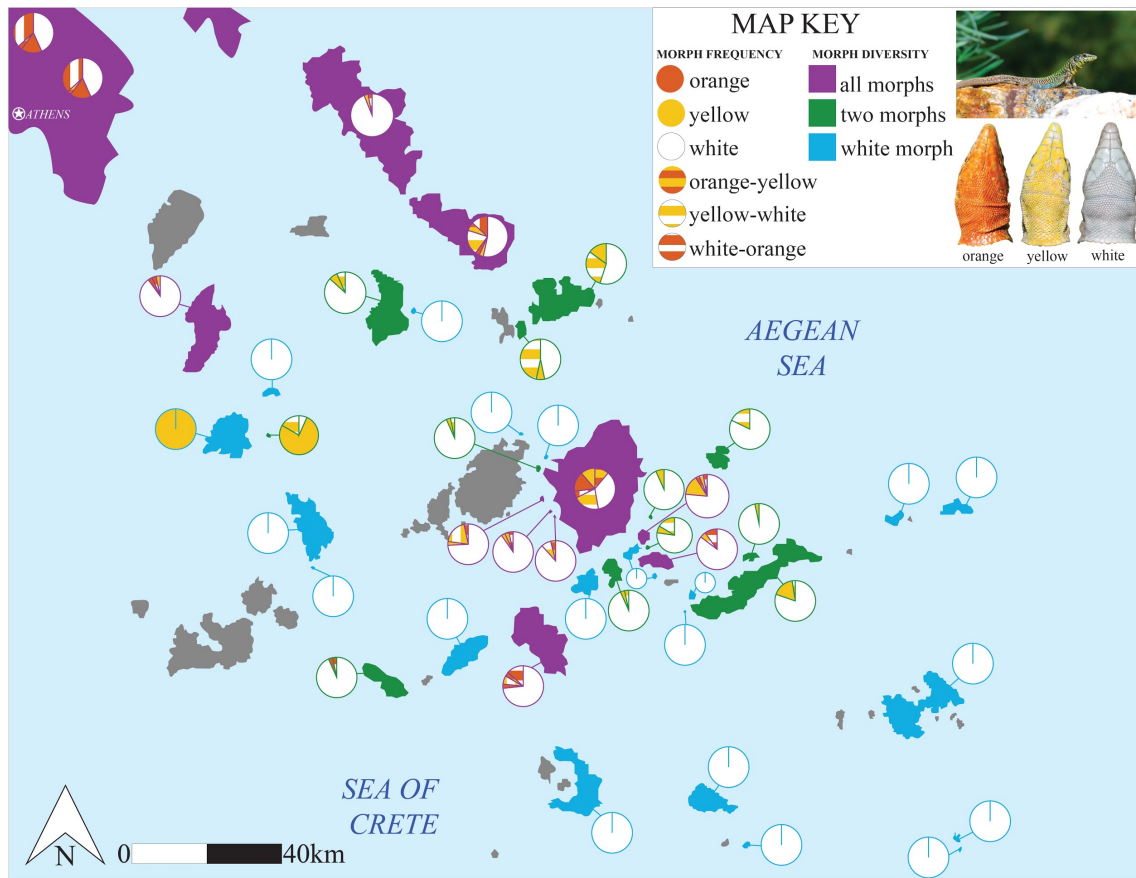 MAP KEY
MORPH FREQUENCY
orange
yellow
white
orange-yellow
yellow-white
white-orange
MORPH DIVERSITY
all morphs
two morphs
white morph
orange yellow white
ATHENS
AEGEAN
SEA
SEA OF
CRETE
N
0 40km